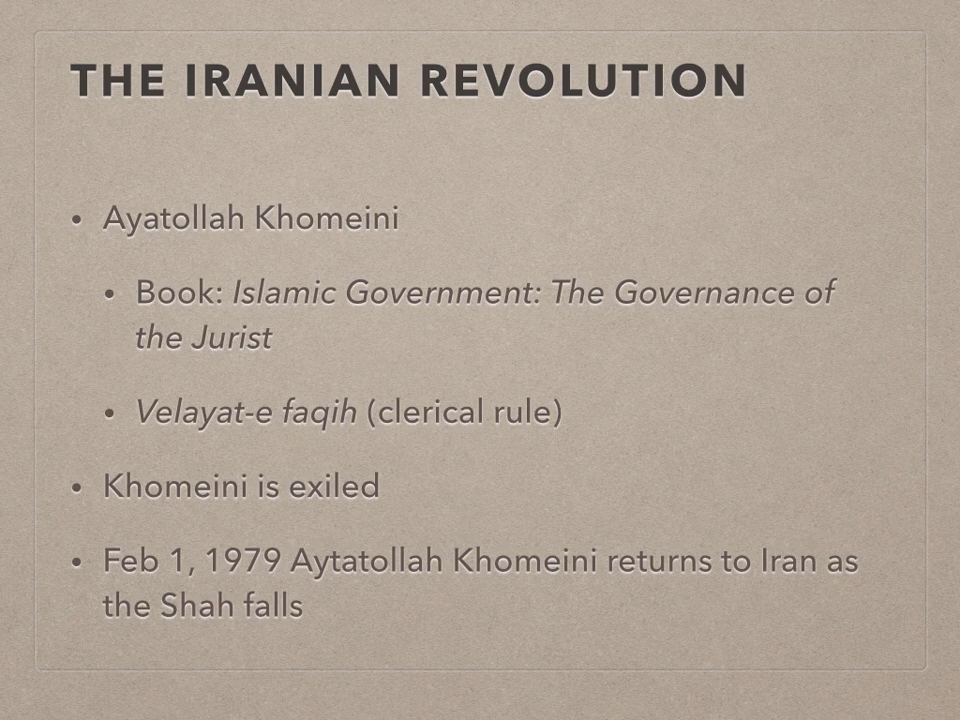 THE IRANIAN REVOLUTION
• Ayatollah Khomeini
• Book: Islamic Government: The Governance of
the Jurist
• Velayat-e faqih (clerical rule)
• Khomeini is exiled
• Feb 1, 1979 Aytatollah Khomeini returns to Iran as
the Shah falls